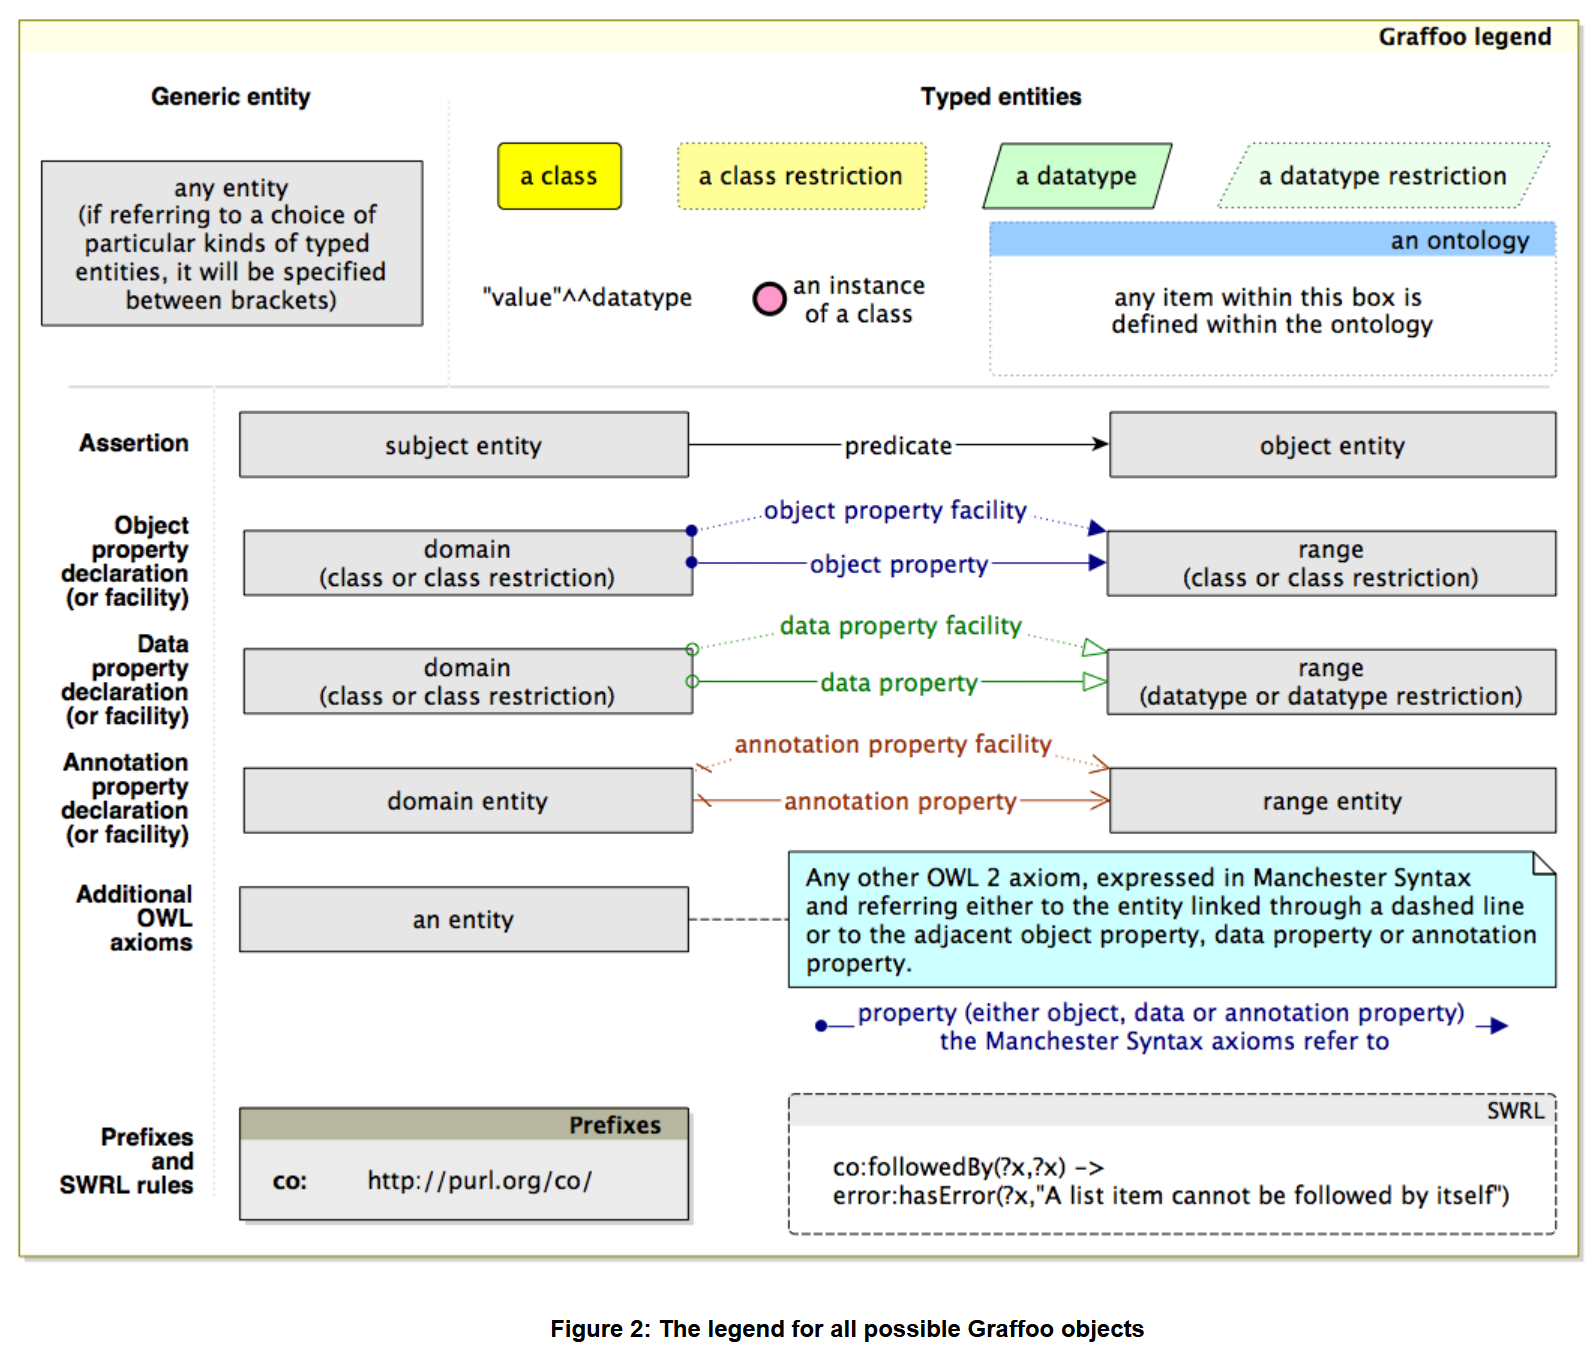 Graffoo legend
Generic entity
Typed entities
any entity
(if referring to a choice of
particular kinds of typed
entities, it will be specified
between brackets)
a class
a class restriction
a datatype
a datatype restriction
"value"^^datatype
an instance
of a class
an ontology
any item within this box is
defined within the ontology
Assertion
subject entity
predicate
object entity
Object
property
declaration
(or facility)
domain
(class or class restriction)
object property facility
object property
range
(class or class restriction)
Data
property
declaration
(or facility)
domain
(class or class restriction)
data property facility
data property
range
(datatype or datatype restriction)
Annotation
property
declaration
(or facility)
domain entity
annotation property facility
annotation property
range entity
Additional
OWL
axioms
an entity
Any other OWL 2 axiom, expressed in Manchester Syntax
and referring either to the entity linked through a dashed line
or to the adjacent object property, data property or annotation
property.
property (either object, data or annotation property)
the Manchester Syntax axioms refer to
Prefixes
and
SWRL rules
Prefixes
co: http://purl.org/co/
SWRL
co:followedBy(?x,?x) ->
error:hasError(?x,"A list item cannot be followed by itself")
Figure 2: The legend for all possible Graffoo objects